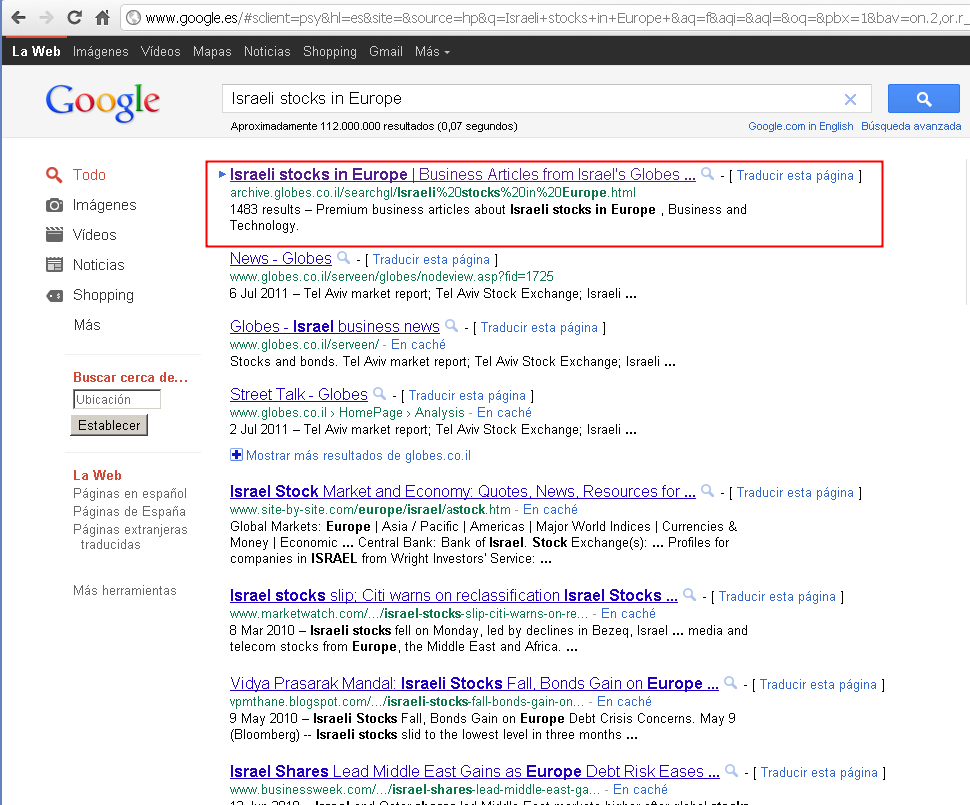 www.google.es/#sclient=psy&hl=es&site=&source=hp&q=Israeli+stocks+in+Europe+&aq=f&aqi=&aql=&oq=&pbx=1&bav=on.2,or.r_
La Web Imágenes Vídeos Mapas Noticias Shopping Gmail Más
Google
Israeli stocks in Europe
Aproximadamente 112.000.000 resultados (0,07 segundos)
Google.com in English Búsqueda avanzada
Todo
Imágenes
Vídeos
Noticias
Shopping
Más
Buscar cerca de...
Ubicación
Establecer
La Web
Páginas en español
Páginas de España
Páginas extranjeras
traducidas
Más herramientas
Israeli stocks in Europe | Business Articles from Israel's Globes ... - [ Traducir esta página ]
archive.globes.co.il/searchgl/Israeli%20stocks%20in%20Europe.html
1483 results – Premium business articles about Israeli stocks in Europe , Business and
Technology.
News - Globes - [ Traducir esta página ]
www.globes.co.il/serveen/globes/nodeview.asp?fid=1725
6 Jul 2011 – Tel Aviv market report; Tel Aviv Stock Exchange; Israeli ...
Globes - Israel business news - [ Traducir esta página ]
www.globes.co.il/serveen/ - En caché
Stocks and bonds. Tel Aviv market report; Tel Aviv Stock Exchange; Israeli ...
Street Talk - Globes - [ Traducir esta página ]
www.globes.co.il › HomePage › Analysis - En caché
2 Jul 2011 – Tel Aviv market report; Tel Aviv Stock Exchange; Israeli ...
Mostrar más resultados de globes.co.il
Israel Stock Market and Economy: Quotes, News, Resources for ... - [ Traducir esta página ]
www.site-by-site.com/europe/israel/astock.htm - En caché
Global Markets: Europe | Asia / Pacific | Americas | Major World Indices | Currencies &
Money | Economic ... Central Bank: Bank of Israel. Stock Exchange(s): ... Profiles for
companies in ISRAEL from Wright Investors' Service: ...
Israeli stocks slip; Citi warns on reclassification Israel Stocks ... - [ Traducir esta página ]
www.marketwatch.com/.../israel-stocks-slip-citi-warns-on-re... - En caché
8 Mar 2010 – Israeli stocks fell on Monday, led by declines in Bezeq, Israel ... media and
telecom stocks from Europe, the Middle East and Africa. ...
Vidya Prasarak Mandal: Israeli Stocks Fall, Bonds Gain on Europe ... - [ Traducir esta página ]
vpmthane.blogspot.com/.../israeli-stocks-fall-bonds-gain-on... - En caché
9 May 2010 – Israeli Stocks Fall, Bonds Gain on Europe Debt Crisis Concerns. May 9
(Bloomberg) -- Israeli stocks slid to the lowest level in three months ...
Israel Shares Lead Middle East Gains as Europe Debt Risk Eases ... - [ Traducir esta página ]
www.businessweek.com/.../israel-shares-lead-middle-east-ga... - En caché